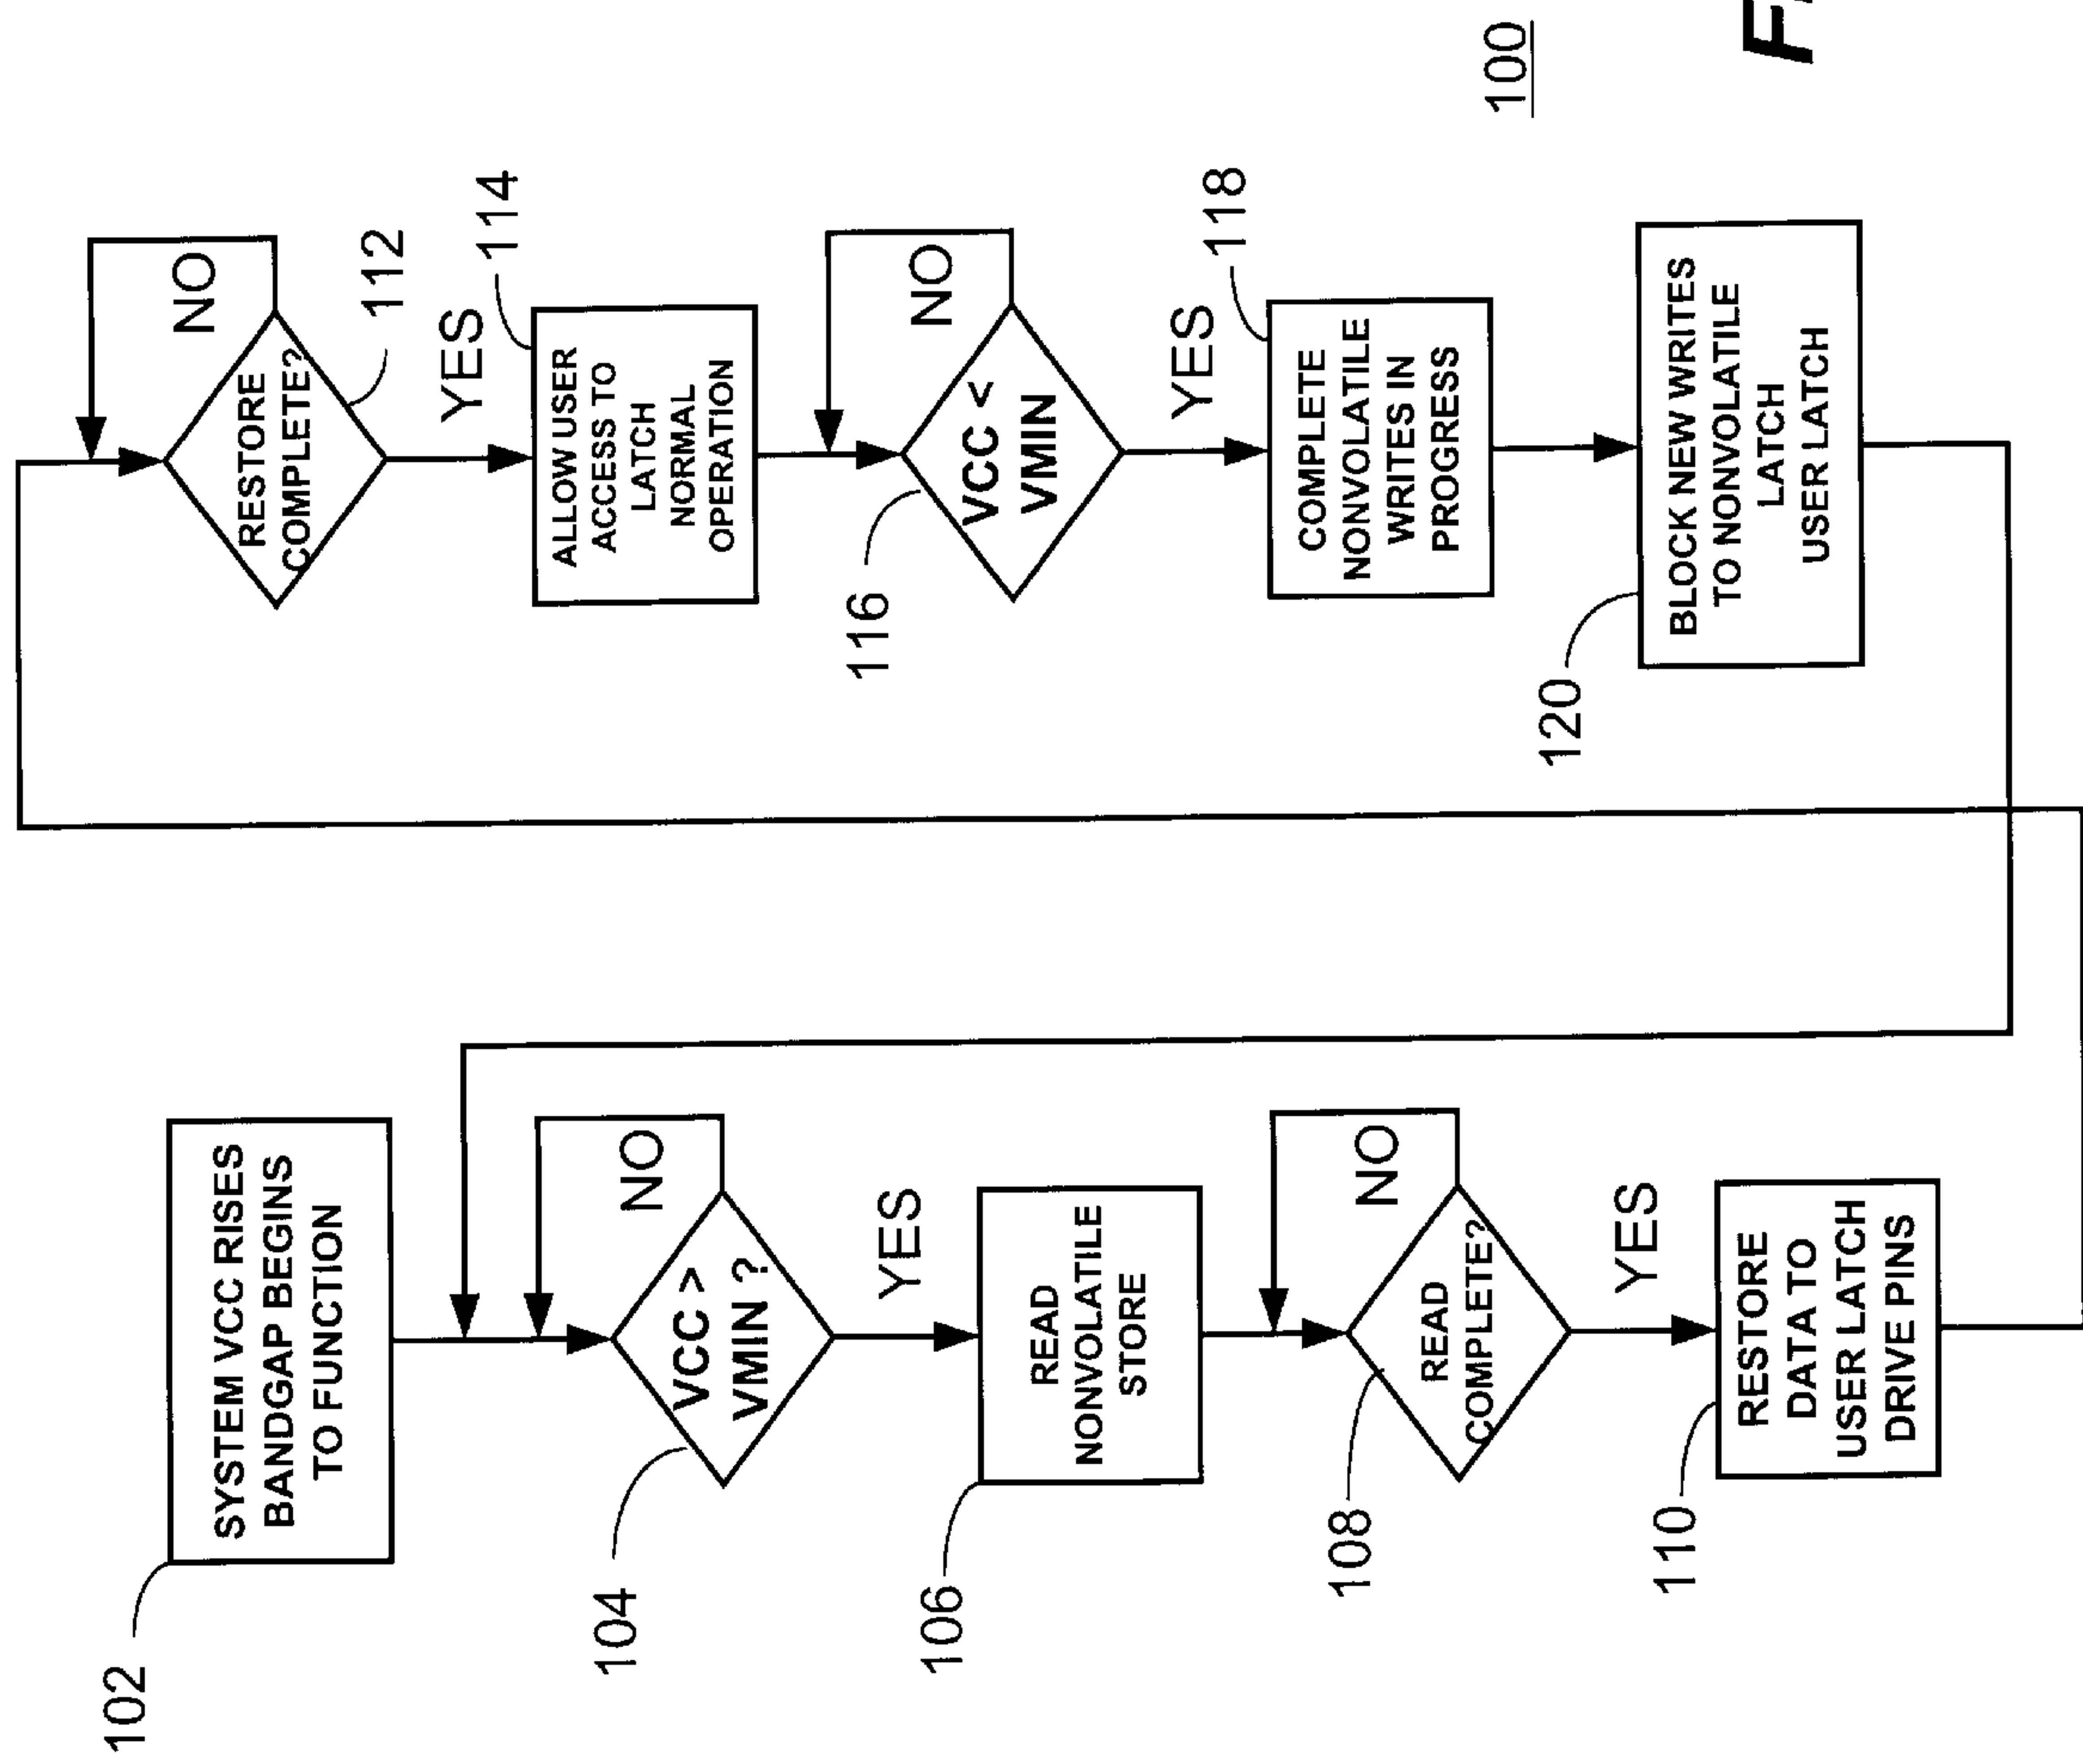 102
SYSTEM VCC RISES
BANDGAP BEGINS
TO FUNCTION
104
VCC >
VMIN ?
NO
YES
106
READ
NONVOLATILE
STORE
108
READ
COMPLETE?
NO
YES
110
RESTORE
DATA TO
USER LATCH
DRIVE PINS
RESTORE
COMPLETE?
NO
112
YES
114
ALLOW USER
ACCESS TO
LATCH
NORMAL
OPERATION
116
VCC <
VMIN
NO
YES
118
COMPLETE
NONVOLATILE
WRITES IN
PROGRESS
120
BLOCK NEW WRITES
TO NONVOLATILE
LATCH
USER LATCH
100